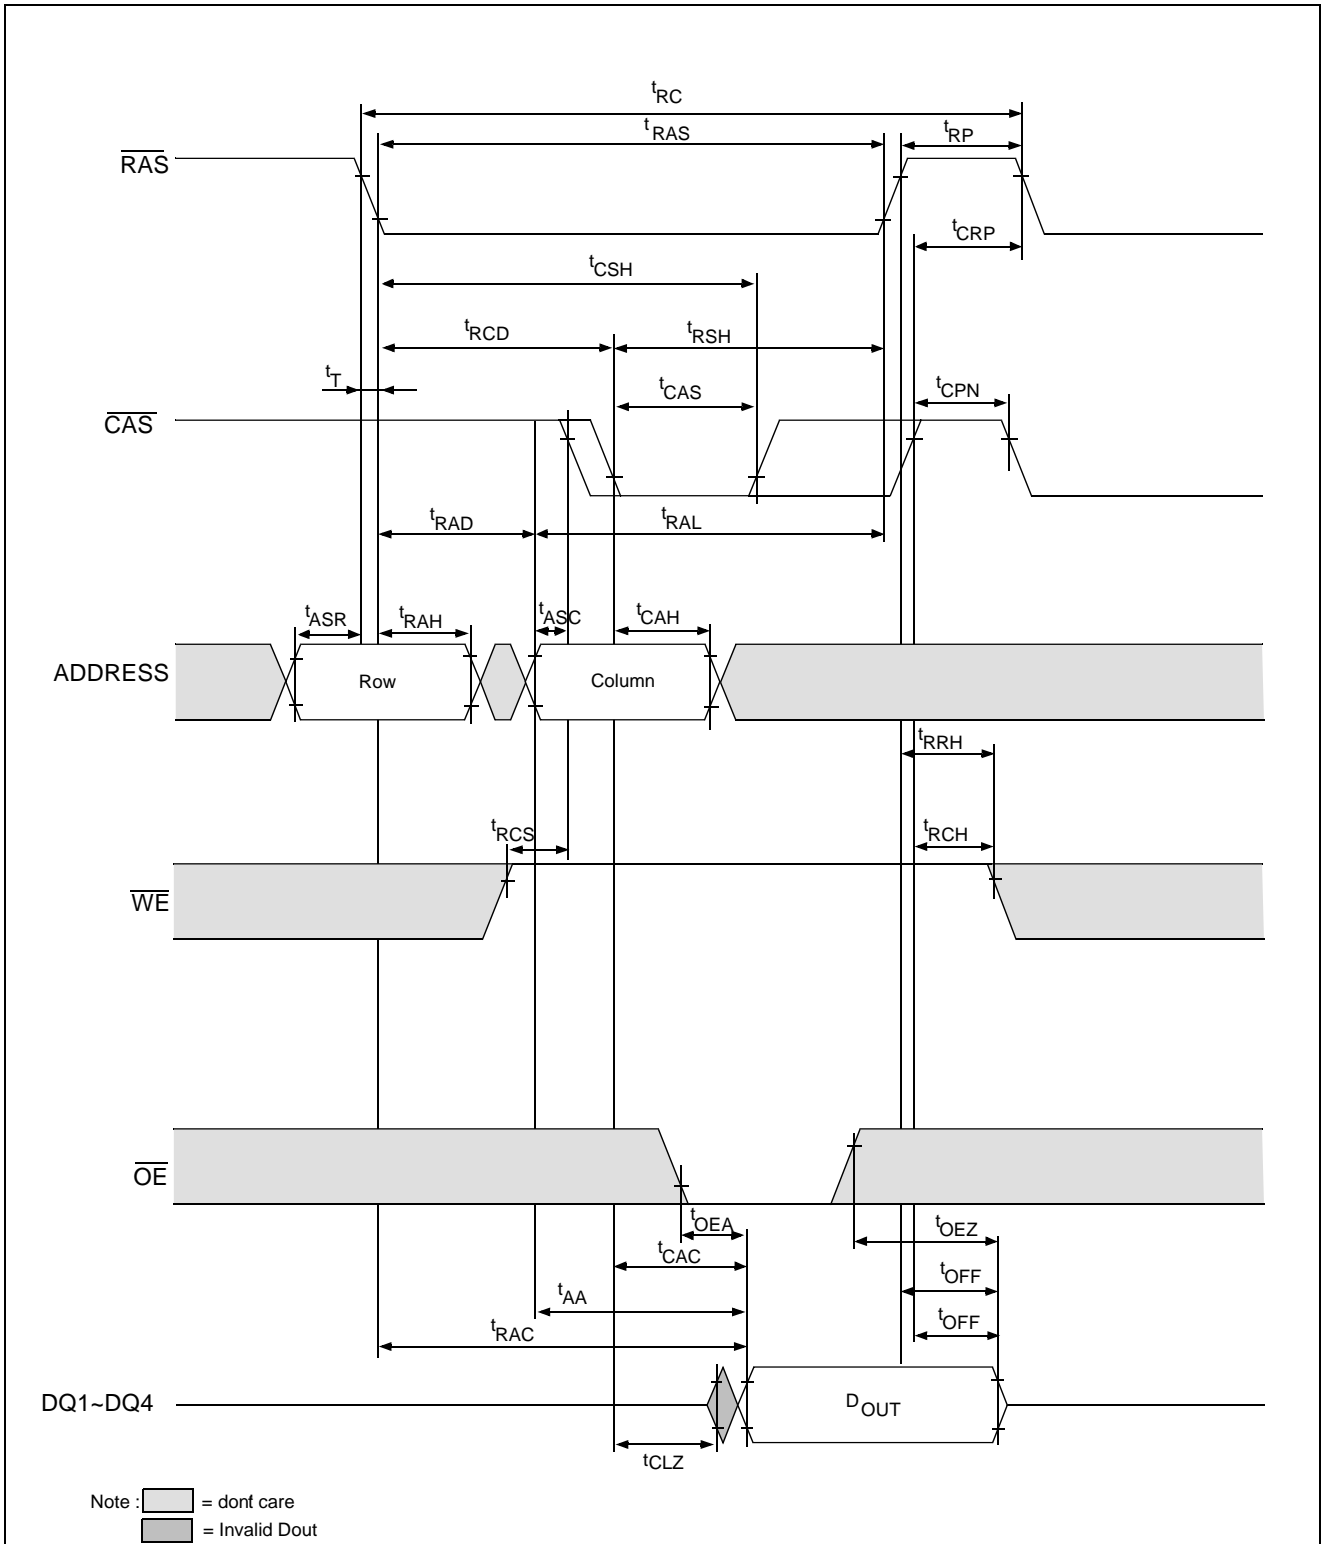 tRC
tRAS
tRP
RAS
tCRP
tCSH
tRCD
tRSH
tT
tCAS
tCPN
CAS
tRAD
tRAL
tASR
tRAH
tASC
tCAH
ADDRESS
Row
Column
tRRH
tRCS
tRCH
WE
OE
tOEA
tOEZ
tCAC
tOFF
tAA
tOFF
tRAC
DQ1~DQ4
DOUT
tCLZ
Note : = dont care
= Invalid Dout